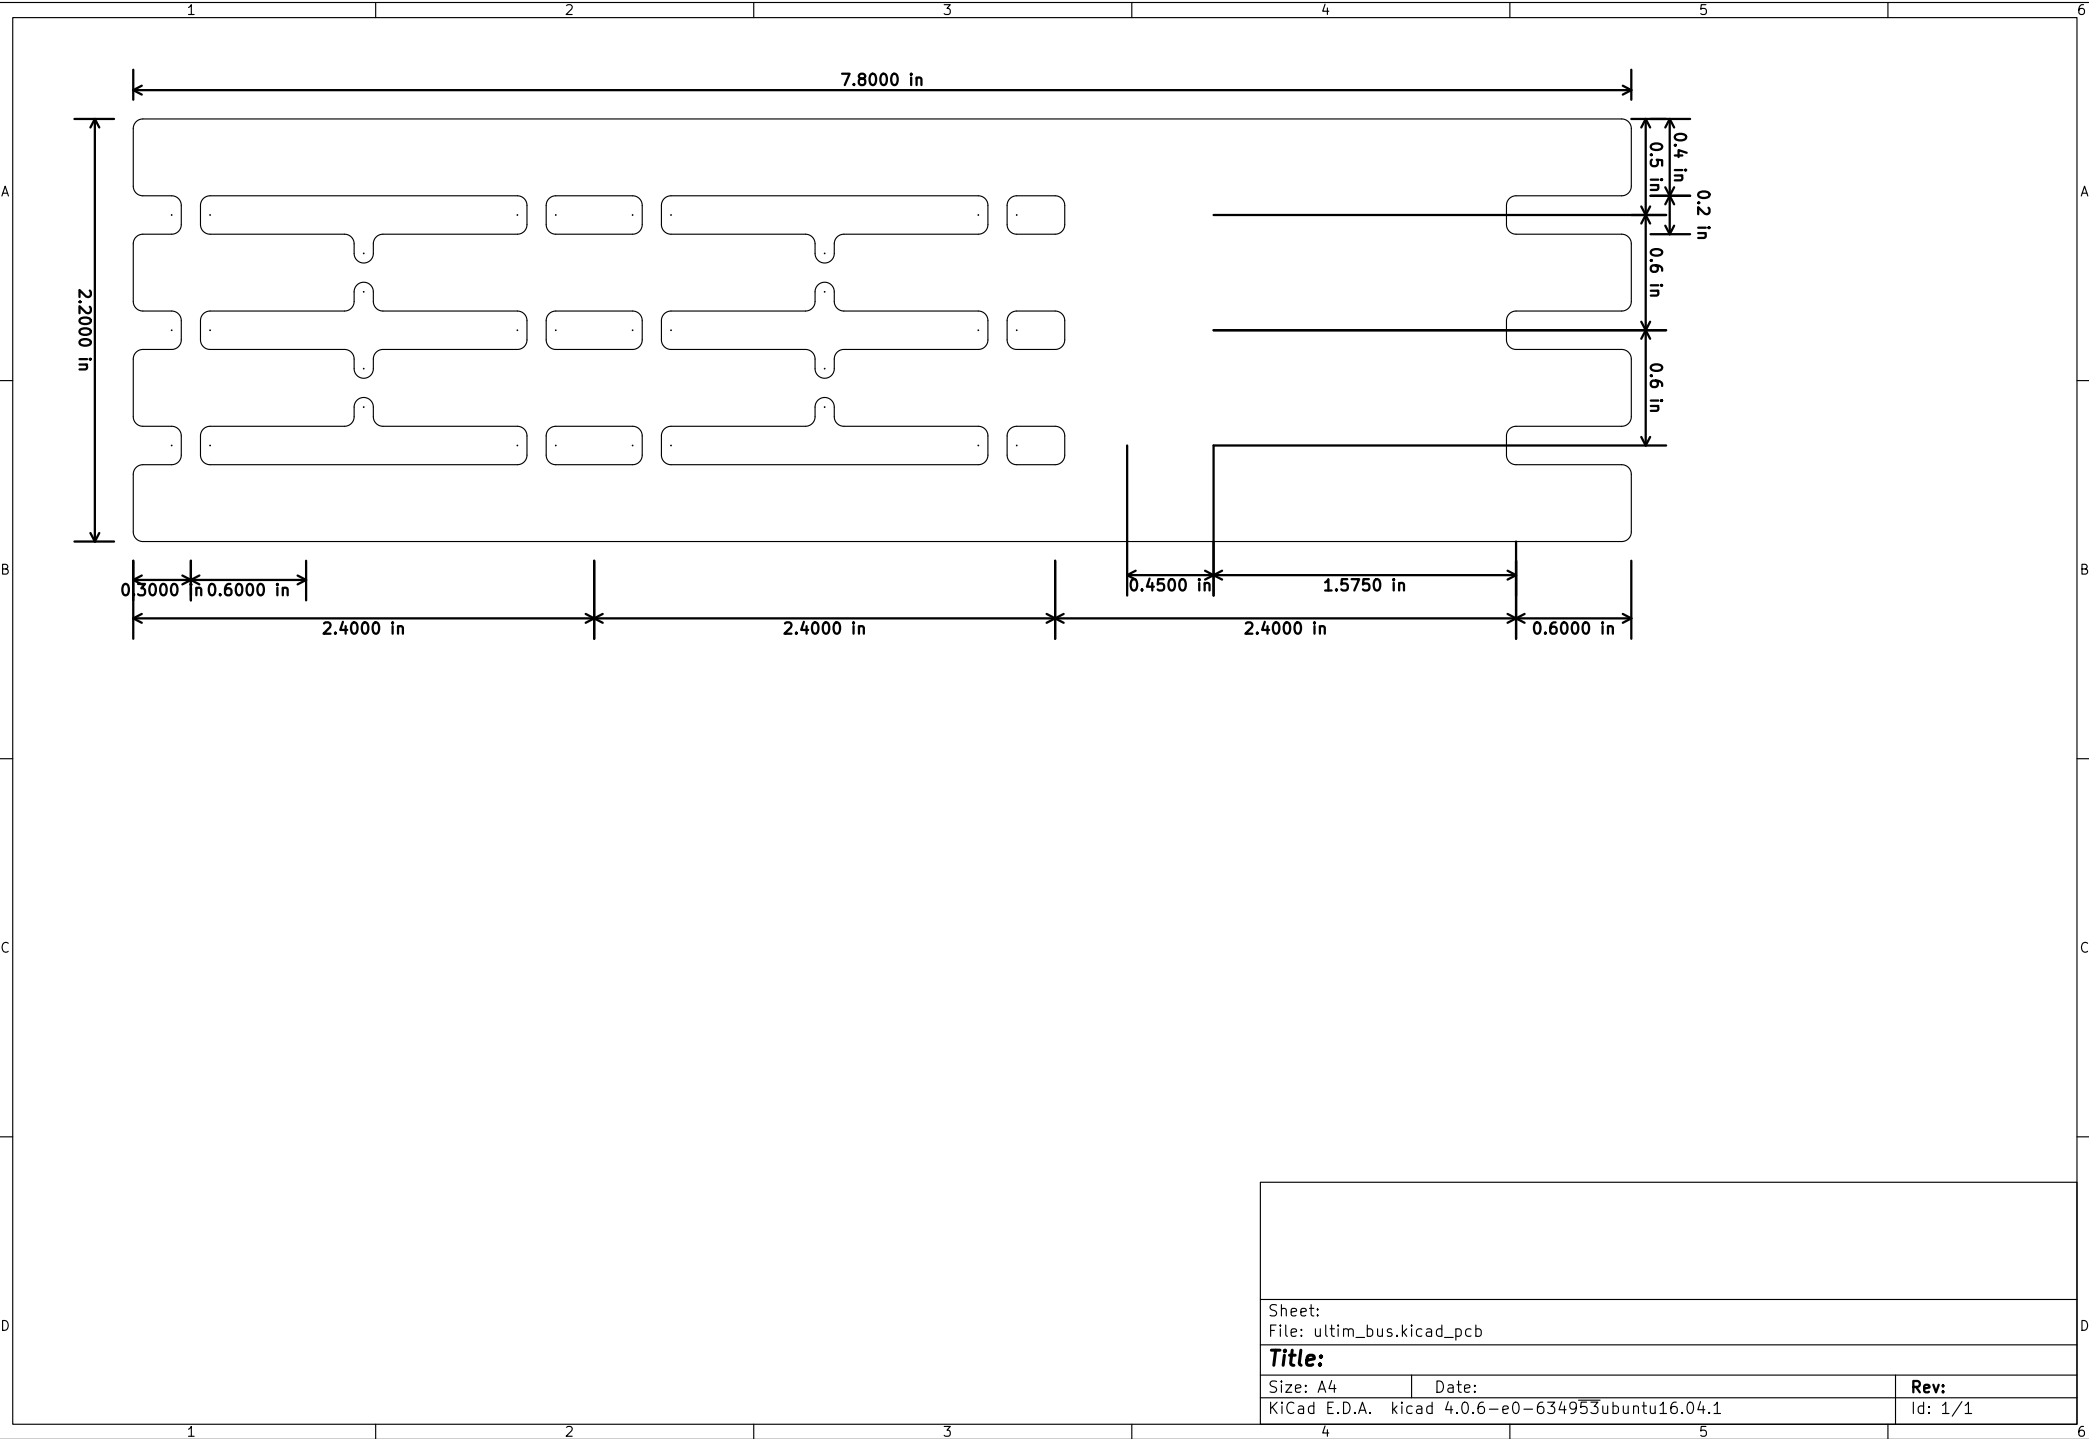 1 2 3 4 5 6
7.8000 in
0.4 in
0.5 in
A A
0.2 in
0.6 in
2.2000 in
0.6 in
B B
0.3000 in 0.6000 in 0.4500 in 1.5750 in
2.4000 in 2.4000 in 2.4000 in 0.6000 in
C C
Sheet:
D D
File: ultim_bus.kicad_pcb
Title:
Size: A4 Date: Rev:
KiCad E.D.A. kicad 4.0.6-e0-634953ubuntu16.04.1 Id: 1/1
1 2 3 4 5 6